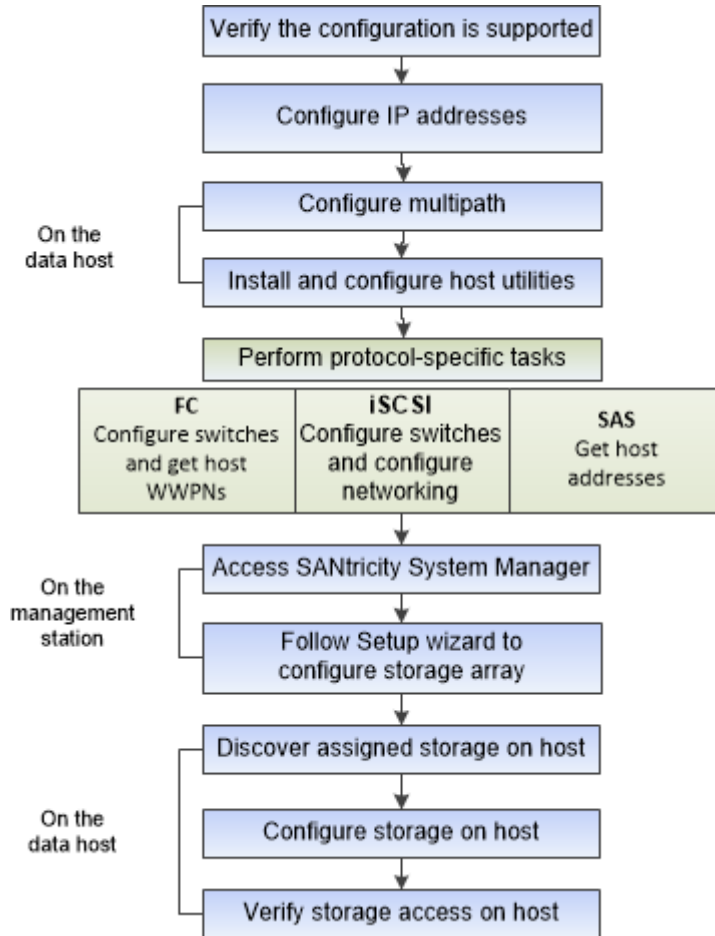 Verify the configuration is supported
Configure IP addresses
On the
data host
Configure multipath
Install and configure host utilities
Perform protocol-specific tasks
FC
Configure switches
and get host
WWPNs
iSCSI
Configure switches
and configure
networking
SAS
Get host
addresses
On the
management
station
Access SANtricity System Manager
Follow Setup wizard to
configure storage array
On the
data host
Discover assigned storage on host
Configure storage on host
Verify storage access on host